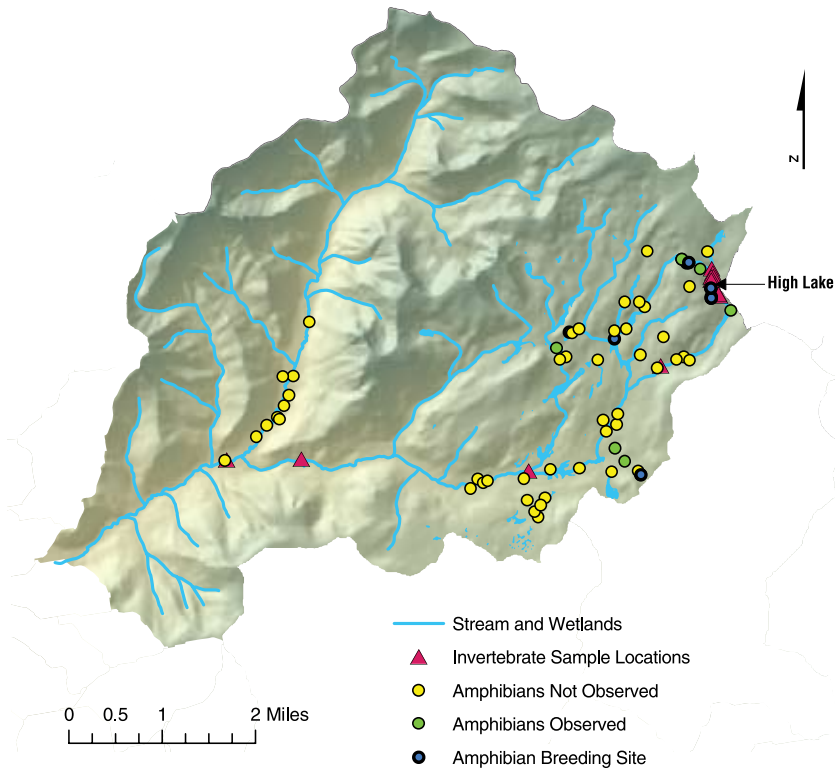 N
High Lake
Stream and Wetlands
Invertebrate Sample Locations
Amphibians Not Observed
Amphibians Observed
Amphibian Breeding Site
0 0.5 1 2 Miles